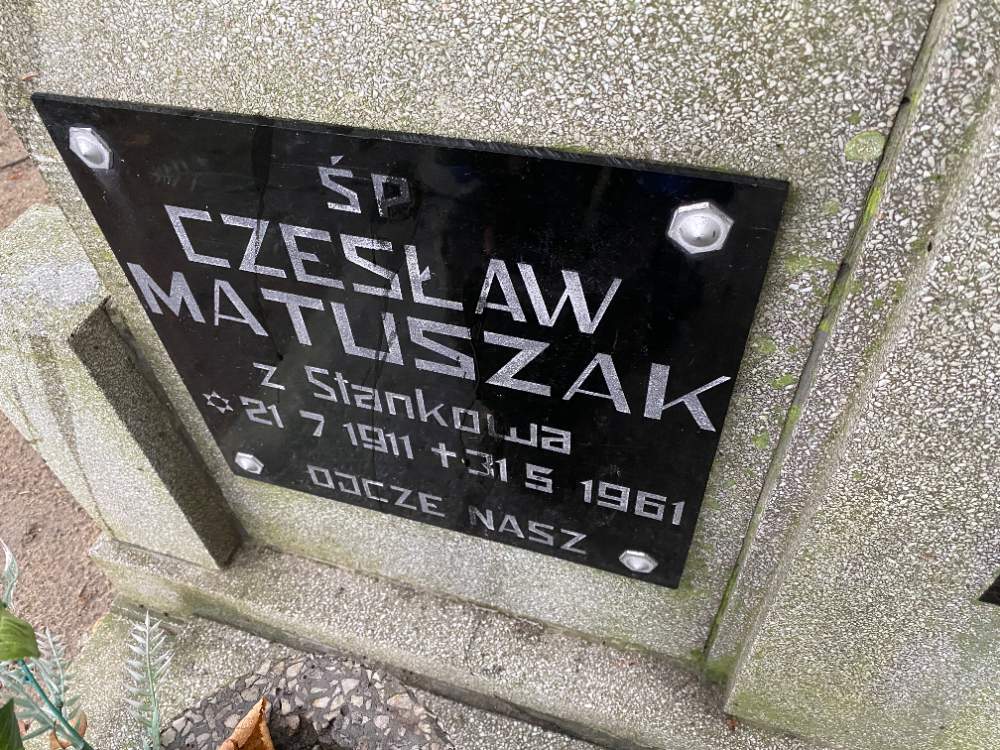 ŚP
CZESŁAW
MATUSZAK
z Stankowa
✡ 21 7 1911 + 31 5 1961
OJCZE NASZ